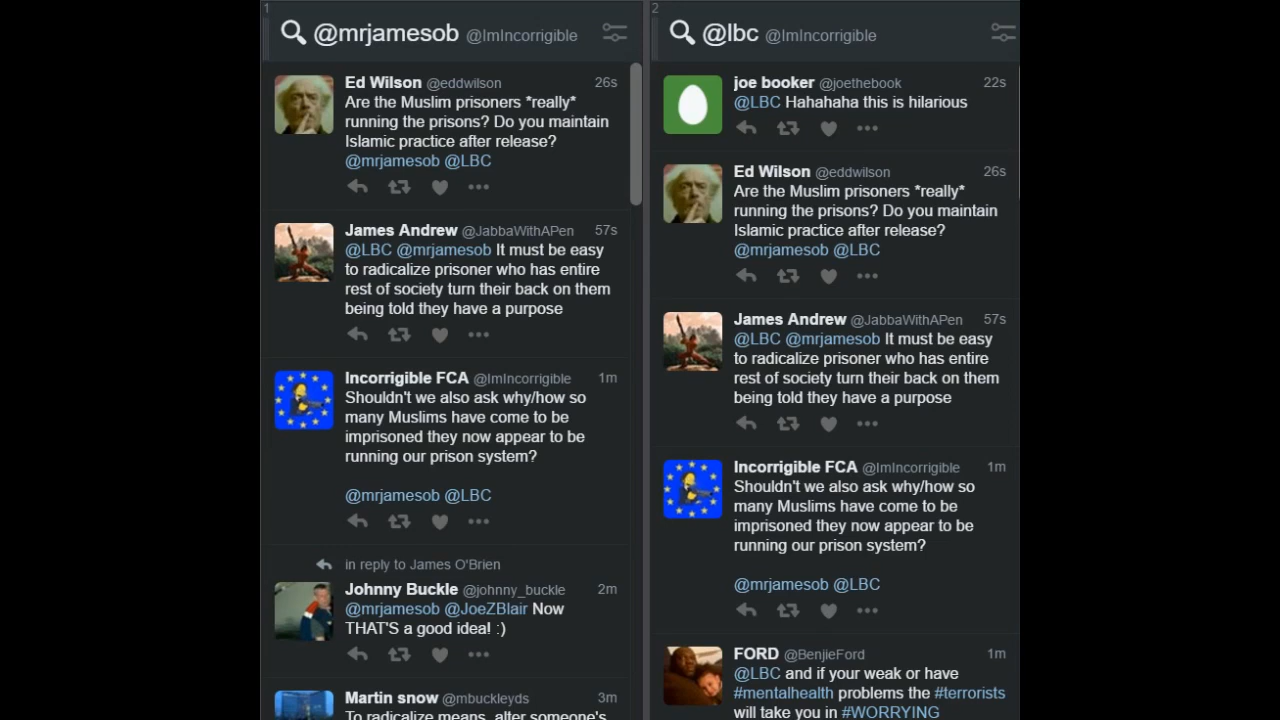 1
@mrjamesob @ImIncorrigible
Ed Wilson @eddwilson 26s
Are the Muslim prisoners *really*
running the prisons? Do you maintain
Islamic practice after release?
@mrjamesob @LBC
James Andrew @JabbaWithAPen 57s
@LBC @mrjamesob It must be easy
to radicalize prisoner who has entire
rest of society turn their back on them
being told they have a purpose
Incorrigible FCA @ImIncorrigible 1m
Shouldn't we also ask why/how so
many Muslims have come to be
imprisoned they now appear to be
running our prison system?
@mrjamesob @LBC
in reply to James O'Brien
Johnny Buckle @johnny_buckle 2m
@mrjamesob @JoeZBlair Now
THAT'S a good idea! :)
Martin snow @mbuckleyds 3m
To radicalize means, alter someone's
2
@lbc @ImIncorrigible
joe booker @joethebook 22s
@LBC Hahahaha this is hilarious
Ed Wilson @eddwilson 26s
Are the Muslim prisoners *really*
running the prisons? Do you maintain
Islamic practice after release?
@mrjamesob @LBC
James Andrew @JabbaWithAPen 57s
@LBC @mrjamesob It must be easy
to radicalize prisoner who has entire
rest of society turn their back on them
being told they have a purpose
Incorrigible FCA @ImIncorrigible 1m
Shouldn't we also ask why/how so
many Muslims have come to be
imprisoned they now appear to be
running our prison system?
@mrjamesob @LBC
FORD @BenjieFord 1m
@LBC and if your weak or have
#mentalhealth problems the #terrorists
will take you in #WORRYING